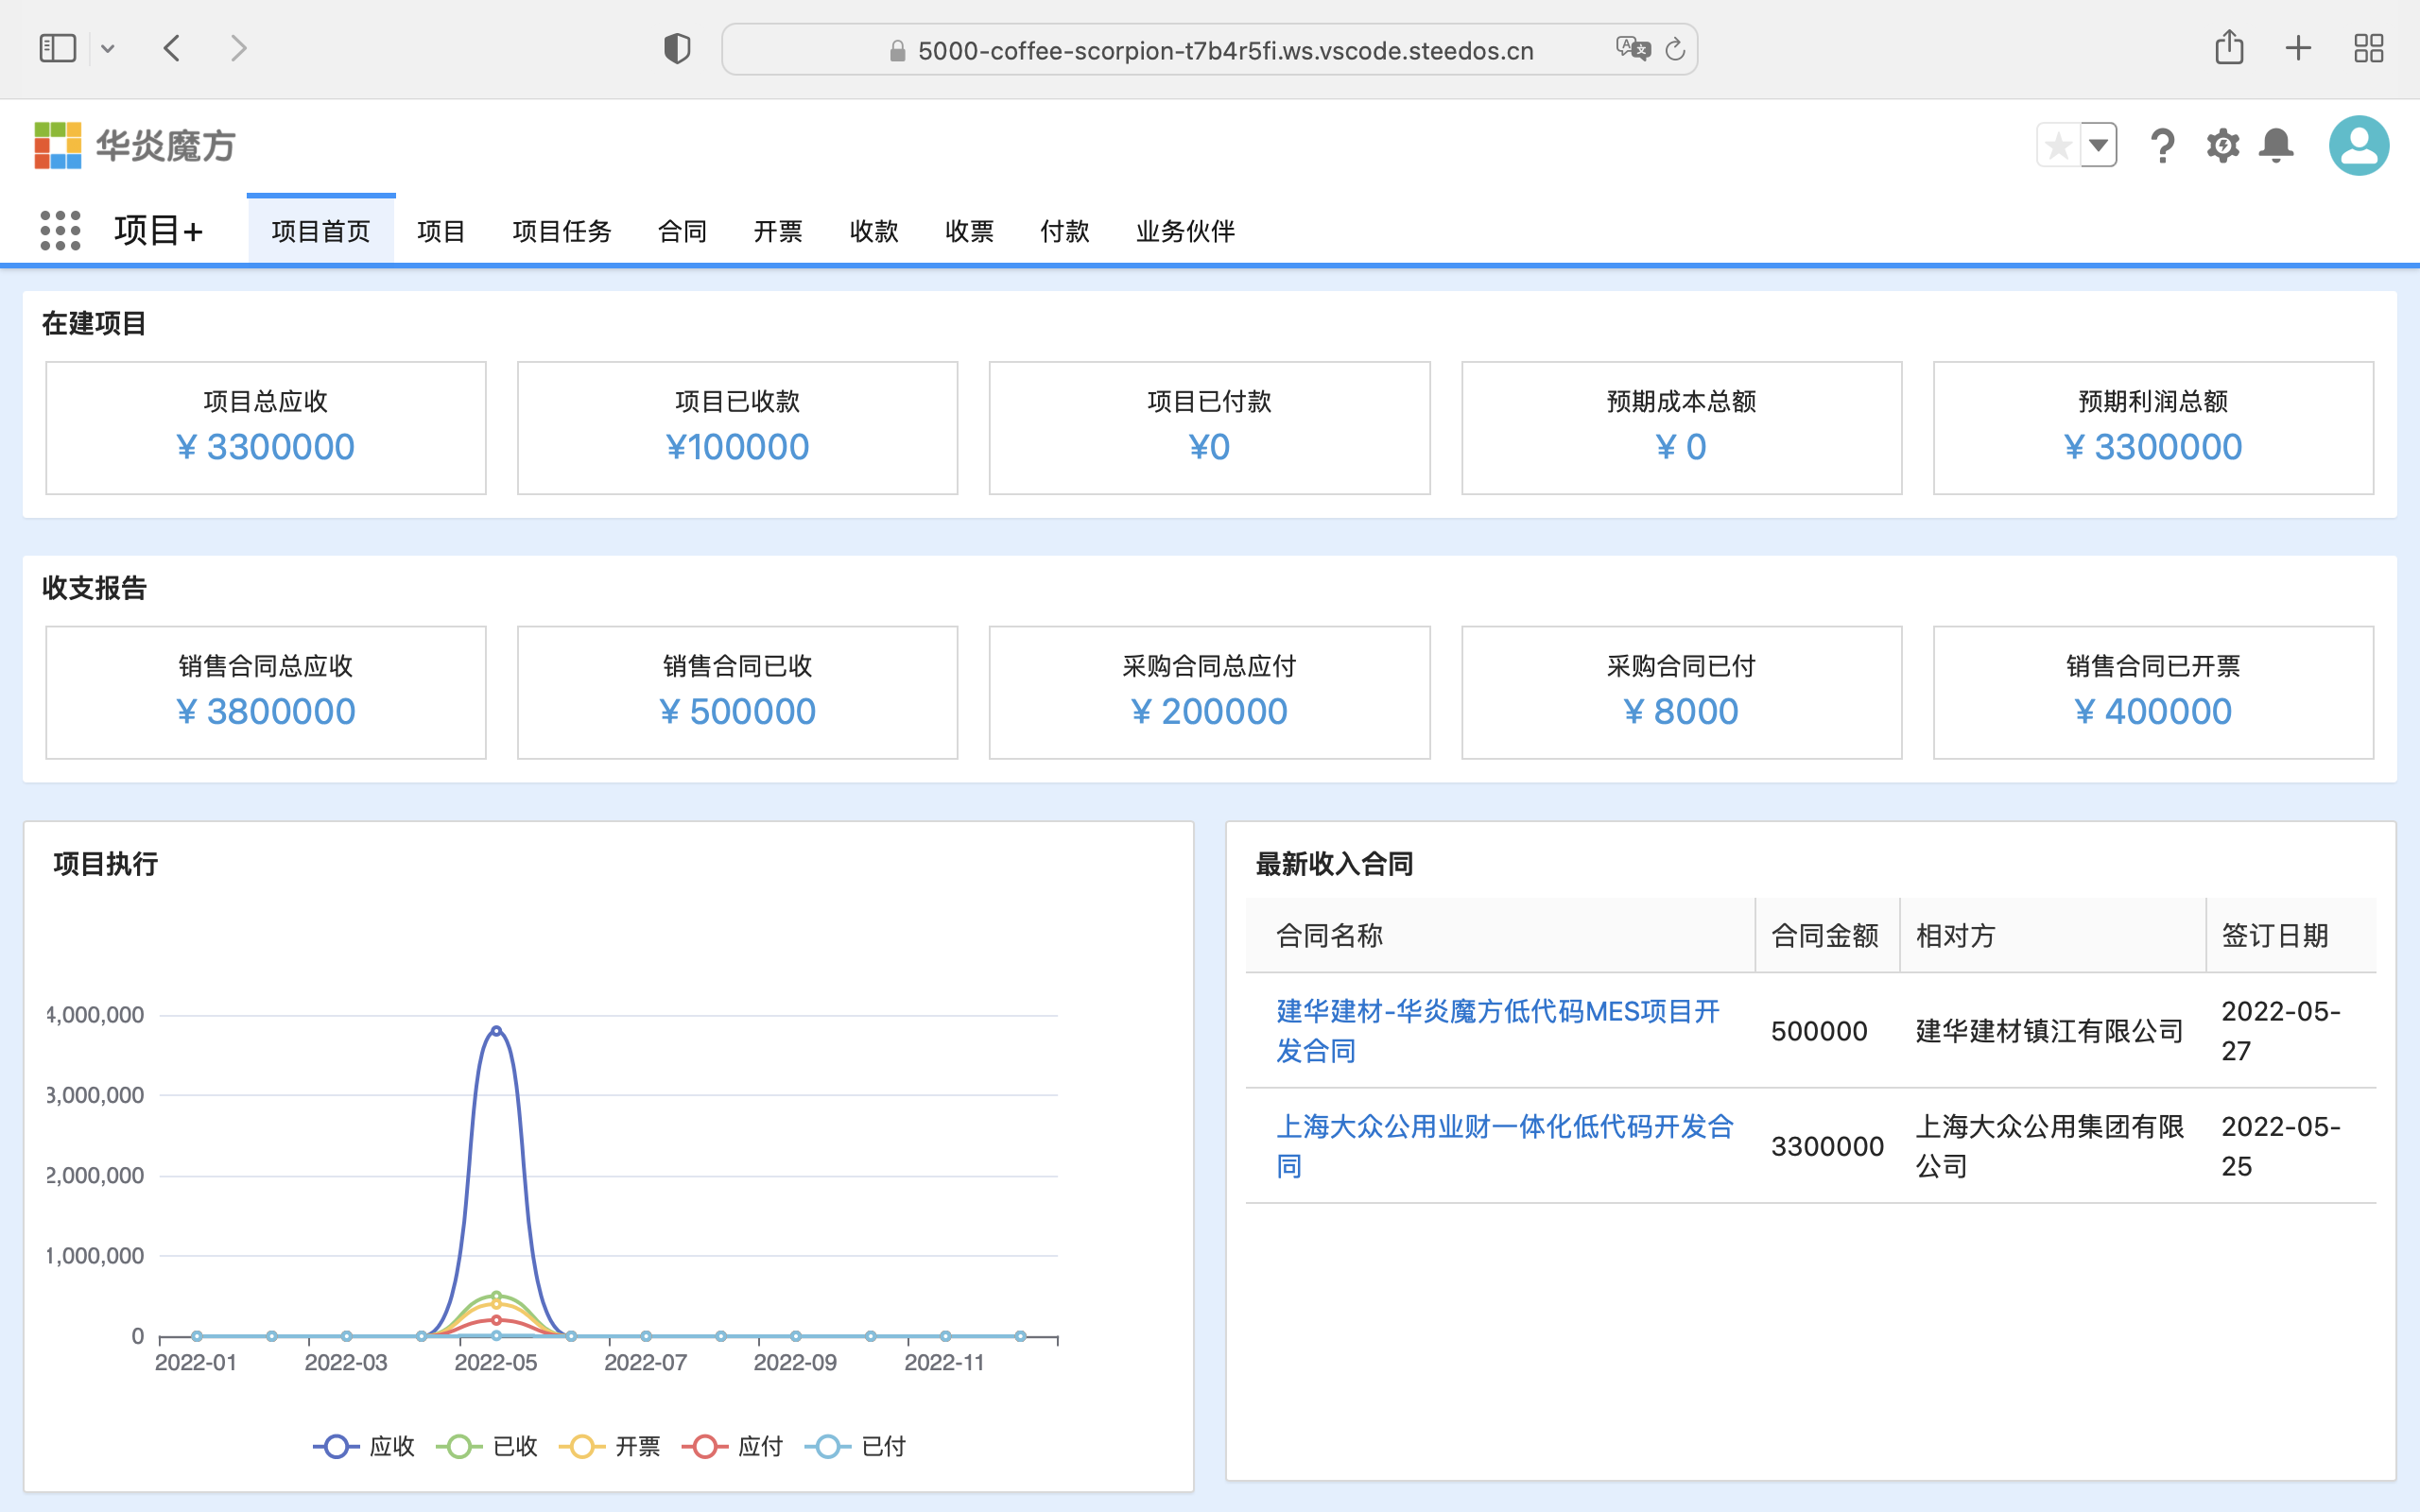 5000-coffee-scorpion-t7b4r5fi.ws.vscode.steedos.cn
华炎魔方
项目+ 项目首页 项目 项目任务 合同 开票 收款 收票 付款 业务伙伴
在建项目
项目总应收 项目已收款 项目已付款 预期成本总额 预期利润总额
¥ 3300000 ¥100000 ¥0 ¥ 0 ¥ 3300000
收支报告
销售合同总应收 销售合同已收 采购合同总应付 采购合同已付 销售合同已开票
¥ 3800000 ¥ 500000 ¥ 200000 ¥ 8000 ¥ 400000
项目执行
4,000,000
3,000,000
2,000,000
1,000,000
0
2022-01 2022-03 2022-05 2022-07 2022-09 2022-11
应收 已收 开票 应付 已付
最新收入合同
合同名称 合同金额 相对方 签订日期
建华建材-华炎魔方低代码MES项目开
发合同
500000
建华建材镇江有限公司
2022-05-
27
上海大众公用业财一体化低代码开发合
同
3300000
上海大众公用集团有限
公司
2022-05-
25